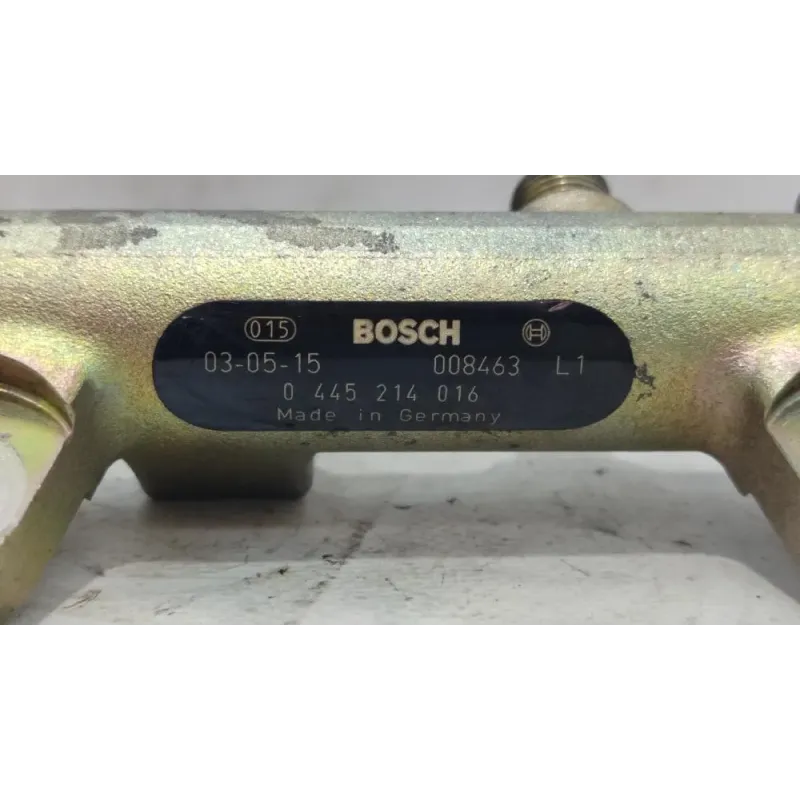 015 BOSCH
03-05-15 008463 L1
0 445 214 016
Made in Germany